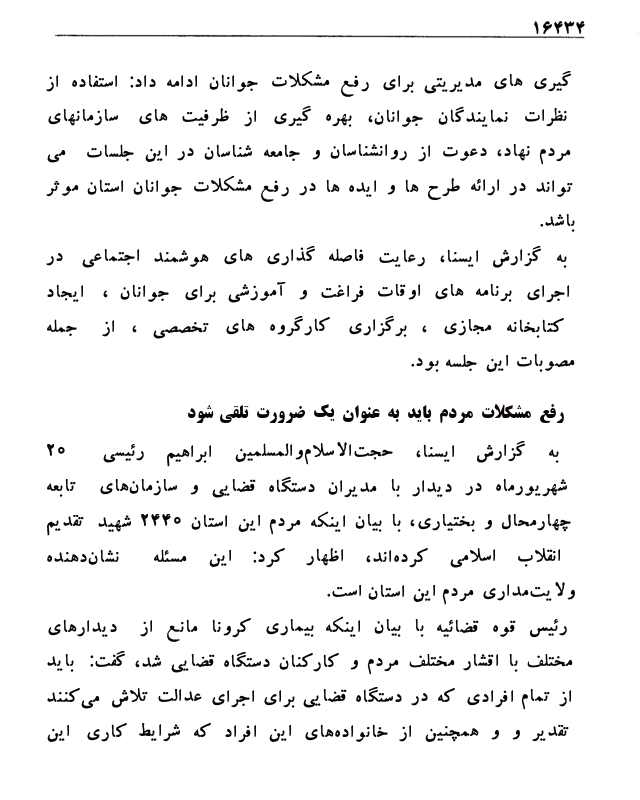 ۱۶۴۳۴
گیری های مدیریتی برای رفع مشکلات جوانان ادامه داد: استفاده از
نظرات نمایندگان جوانان، بهره گیری از ظرفیت های سازمانهای
مردم نهاد، دعوت از روانشناسان و جامعه شناسان در این جلسات می
تواند در ارائه طرح ها و ایده ها در رفع مشکلات جوانان استان موثر
باشد.
به گزارش ایسنا، رعایت فاصله گذاری های هوشمند اجتماعی در
اجرای برنامه های اوقات فراغت و آموزشی برای جوانان ، ایجاد
کتابخانه مجازی ، برگزاری کارگروه های تخصصی ، از جمله
مصوبات این جلسه بود.
رفع مشکلات مردم باید به عنوان یک ضرورت تلقی شود
به گزارش ایسنا، حجت‌الاسلام‌والمسلمین ابراهیم رئیسی ۲۰
شهریورماه در دیدار با مدیران دستگاه قضایی و سازمان‌های تابعه
چهارمحال و بختیاری، با بیان اینکه مردم این استان ۲۴۴۰ شهید تقدیم
انقلاب اسلامی کرده‌اند، اظهار کرد: این مسئله نشان‌دهنده
ولایت‌مداری مردم این استان است.
رئیس قوه قضائیه با بیان اینکه بیماری کرونا مانع از دیدارهای
مختلف با اقشار مختلف مردم و کارکنان دستگاه قضایی شد، گفت: باید
از تمام افرادی که در دستگاه قضایی برای اجرای عدالت تلاش می‌کنند
تقدیر و و همچنین از خانواده‌های این افراد که شرایط کاری این